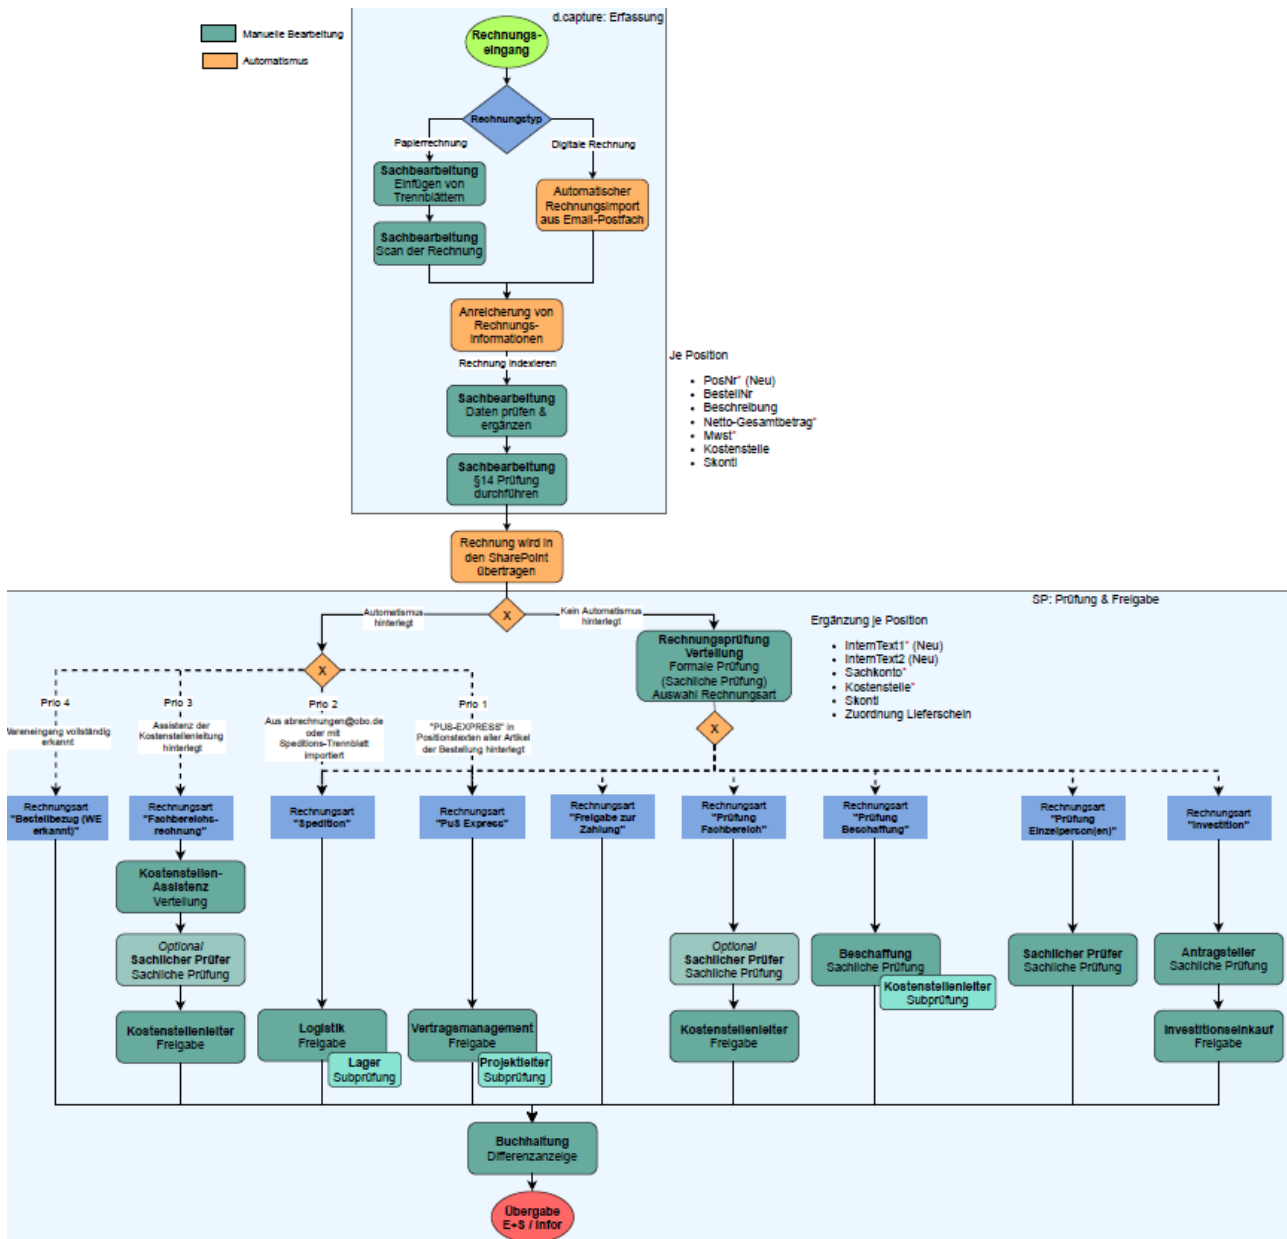 d.capture: Erfassung
Manuelle Bearbeitung
Automatismus
Rechnungs-
eingang
Rechnungstyp
Papierrechnung
Digitale Rechnung
Sachbearbeitung
Einfügen von
Trennblättern
Automatischer
Rechnungsimport
aus Email-Postfach
Sachbearbeitung
Scan der Rechnung
Anreicherung von
Rechnungs-
informationen
Rechnung indexieren
Sachbearbeitung
Daten prüfen &
ergänzen
Sachbearbeitung
§14 Prüfung
durchführen
Je Position
• PosNr* (Neu)
• BestellNr
• Beschreibung
• Netto-Gesamtbetrag*
• Mwst*
• Kostenstelle
• Skonti
Rechnung wird in
den SharePoint
übertragen
SP: Prüfung & Freigabe
X
Automatismus
hinterlegt
Kein Automatismus
hinterlegt
Rechnungsprüfung
Verteilung
Formale Prüfung
(Sachliche Prüfung)
Auswahl Rechnungsart
Ergänzung je Position
• InternText1* (Neu)
• InternText2 (Neu)
• Sachkonto*
• Kostenstelle*
• Skonti
• Zuordnung Lieferschein
X
X
Prio 4
Wareneingang vollständig
erkannt
Prio 3
Assistenz der
Kostenstellenleitung
hinterlegt
Prio 2
Aus abrechnungen@obo.de
oder mit
Speditions-Trennblatt
importiert
Prio 1
"PUS-EXPRESS" in
Positionstexten aller Artikel
der Bestellung hinterlegt
Rechnungsart
"Bestellbezug (WE
erkannt)"
Rechnungsart
"Fachbereichs-
rechnung"
Rechnungsart
"Spedition"
Rechnungsart
"PuS Express"
Rechnungsart
"Freigabe zur
Zahlung"
Rechnungsart
"Prüfung
Fachbereich"
Rechnungsart
"Prüfung
Beschaffung"
Rechnungsart
"Prüfung
Einzelperson(en)"
Rechnungsart
"Investition"
Kostenstellen-
Assistenz
Verteilung
Optional
Sachlicher Prüfer
Sachliche Prüfung
Optional
Sachlicher Prüfer
Sachliche Prüfung
Beschaffung
Sachliche Prüfung
Kostenstellenleiter
Subprüfung
Sachlicher Prüfer
Sachliche Prüfung
Antragsteller
Sachliche Prüfung
Kostenstellenleiter
Freigabe
Logistik
Freigabe
Lager
Subprüfung
Vertragsmanagement
Freigabe
Projektleiter
Subprüfung
Kostenstellenleiter
Freigabe
Investitionseinkauf
Freigabe
Buchhaltung
Differenzanzeige
Übergabe
E+S / Infor